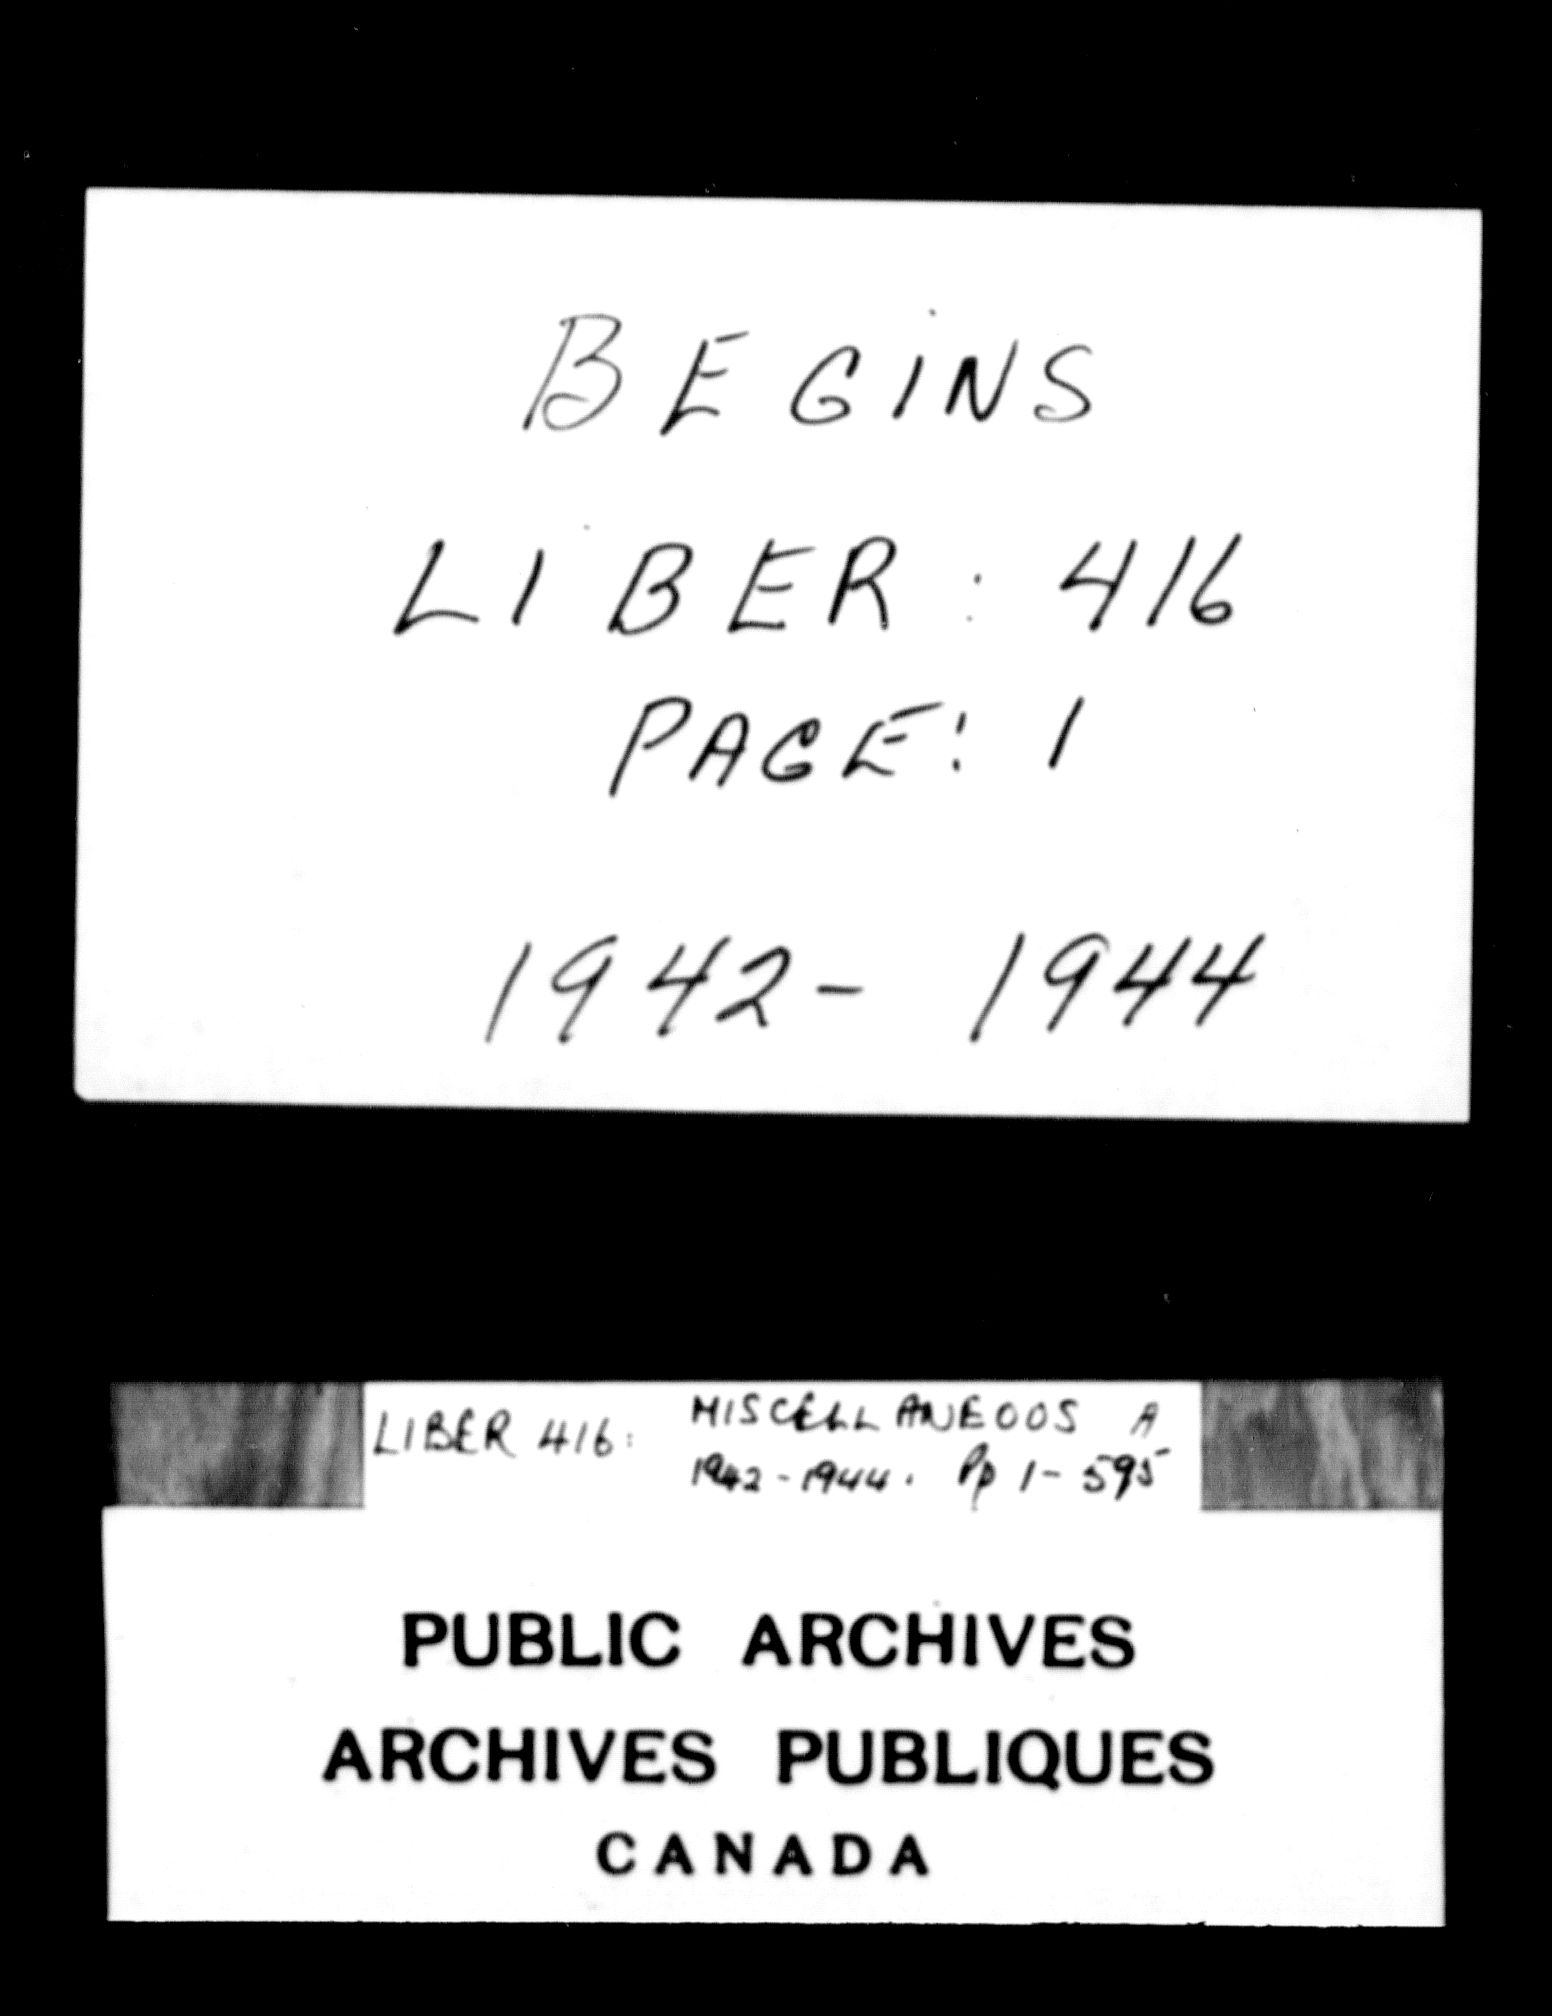 BEGINS
LIBER: 416
PAGE: 1
1942- 1944
LIBER 416: MISCELLANEOUS A
1942-1944. Pp 1-595
PUBLIC ARCHIVES
ARCHIVES PUBLIQUES
CANADA